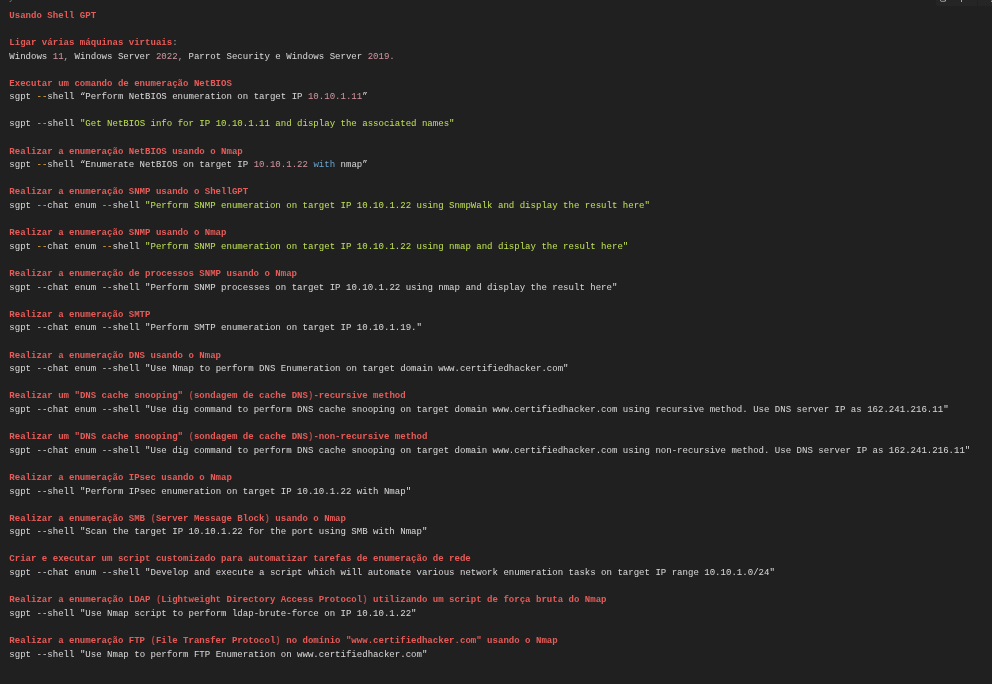 Usando Shell GPT
Ligar várias máquinas virtuais:
Windows 11, Windows Server 2022, Parrot Security e Windows Server 2019.
Executar um comando de enumeração NetBIOS
sgpt --shell “Perform NetBIOS enumeration on target IP 10.10.1.11”
sgpt --shell "Get NetBIOS info for IP 10.10.1.11 and display the associated names"
Realizar a enumeração NetBIOS usando o Nmap
sgpt --shell “Enumerate NetBIOS on target IP 10.10.1.22 with nmap”
Realizar a enumeração SNMP usando o ShellGPT
sgpt --chat enum --shell "Perform SNMP enumeration on target IP 10.10.1.22 using SnmpWalk and display the result here"
Realizar a enumeração SNMP usando o Nmap
sgpt --chat enum --shell "Perform SNMP enumeration on target IP 10.10.1.22 using nmap and display the result here"
Realizar a enumeração de processos SNMP usando o Nmap
sgpt --chat enum --shell "Perform SNMP processes on target IP 10.10.1.22 using nmap and display the result here"
Realizar a enumeração SMTP
sgpt --chat enum --shell "Perform SMTP enumeration on target IP 10.10.1.19."
Realizar a enumeração DNS usando o Nmap
sgpt --chat enum --shell "Use Nmap to perform DNS Enumeration on target domain www.certifiedhacker.com"
Realizar um "DNS cache snooping" (sondagem de cache DNS)-recursive method
sgpt --chat enum --shell "Use dig command to perform DNS cache snooping on target domain www.certifiedhacker.com using recursive method. Use DNS server IP as 162.241.216.11"
Realizar um "DNS cache snooping" (sondagem de cache DNS)-non-recursive method
sgpt --chat enum --shell "Use dig command to perform DNS cache snooping on target domain www.certifiedhacker.com using non-recursive method. Use DNS server IP as 162.241.216.11"
Realizar a enumeração IPsec usando o Nmap
sgpt --shell "Perform IPsec enumeration on target IP 10.10.1.22 with Nmap"
Realizar a enumeração SMB (Server Message Block) usando o Nmap
sgpt --shell "Scan the target IP 10.10.1.22 for the port using SMB with Nmap"
Criar e executar um script customizado para automatizar tarefas de enumeração de rede
sgpt --chat enum --shell "Develop and execute a script which will automate various network enumeration tasks on target IP range 10.10.1.0/24"
Realizar a enumeração LDAP (Lightweight Directory Access Protocol) utilizando um script de força bruta do Nmap
sgpt --shell "Use Nmap script to perform ldap-brute-force on IP 10.10.1.22"
Realizar a enumeração FTP (File Transfer Protocol) no domínio "www.certifiedhacker.com" usando o Nmap
sgpt --shell "Use Nmap to perform FTP Enumeration on www.certifiedhacker.com"